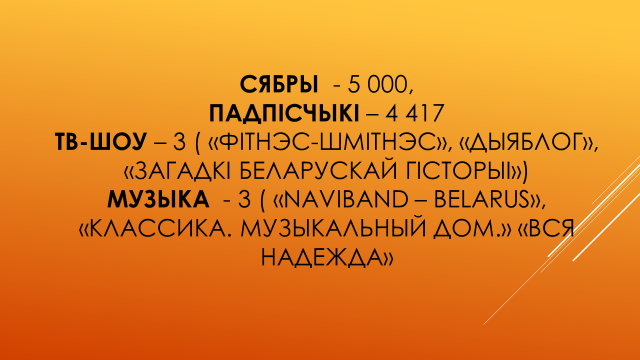 СЯБРЫ - 5 000,
ПАДПІСЧЫКІ – 4 417
ТВ-ШОУ – 3 ( «ФІТНЭС-ШМІТНЭС», «ДЫЯБЛОГ»,
«ЗАГАДКІ БЕЛАРУСКАЙ ГІСТОРЫІ»)
МУЗЫКА - 3 ( «NAVIBAND – BELARUS»,
«КЛАССИКА. МУЗЫКАЛЬНЫЙ ДОМ.» «ВСЯ
НАДЕЖДА»